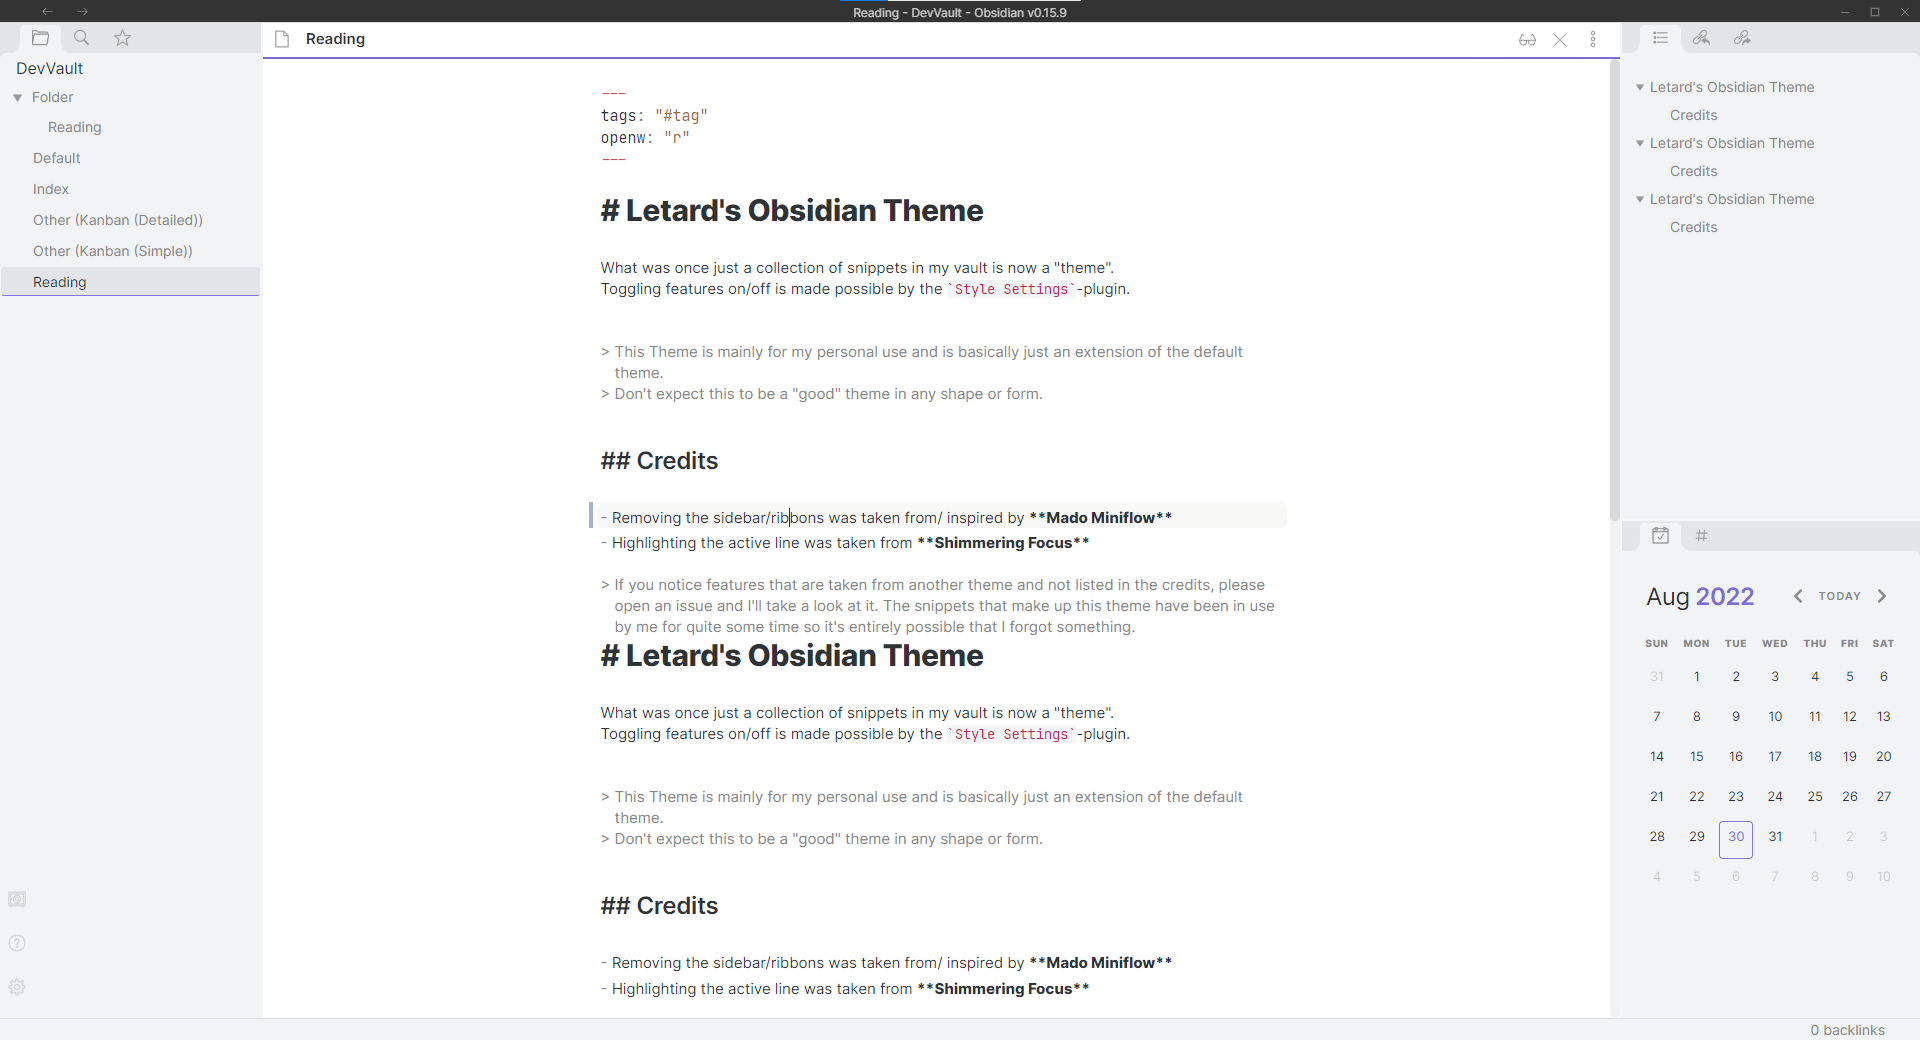 Reading - DevVault - Obsidian v0.15.9
DevVault
Folder
Reading
Default
Index
Other (Kanban (Detailed))
Other (Kanban (Simple))
Reading
Reading
---
tags: "#tag"
openw: "r"
---
# Letard's Obsidian Theme
What was once just a collection of snippets in my vault is now a "theme".
Toggling features on/off is made possible by the `Style Settings`-plugin.
> This Theme is mainly for my personal use and is basically just an extension of the default
theme.
> Don't expect this to be a "good" theme in any shape or form.
## Credits
- Removing the sidebar/ribbons was taken from/ inspired by **Mado Miniflow**
- Highlighting the active line was taken from **Shimmering Focus**
> If you notice features that are taken from another theme and not listed in the credits, please
open an issue and I'll take a look at it. The snippets that make up this theme have been in use
by me for quite some time so it's entirely possible that I forgot something.
# Letard's Obsidian Theme
What was once just a collection of snippets in my vault is now a "theme".
Toggling features on/off is made possible by the `Style Settings`-plugin.
> This Theme is mainly for my personal use and is basically just an extension of the default
theme.
> Don't expect this to be a "good" theme in any shape or form.
## Credits
- Removing the sidebar/ribbons was taken from/ inspired by **Mado Miniflow**
- Highlighting the active line was taken from **Shimmering Focus**
Letard's Obsidian Theme
Credits
Letard's Obsidian Theme
Credits
Letard's Obsidian Theme
Credits
#
Aug 2022 TODAY
SUN MON TUE WED THU FRI SAT
31 1 2 3 4 5 6
7 8 9 10 11 12 13
14 15 16 17 18 19 20
21 22 23 24 25 26 27
28 29 30 31 1 2 3
4 5 6 7 8 9 10
0 backlinks